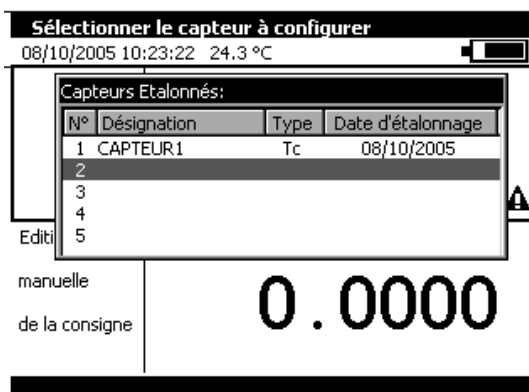 Sélectionner le capteur à configurer
08/10/2005 10:23:22 24.3 °C
Capteurs Etalonnés:
N° Désignation Type Date d'étalonnage
1 CAPTEUR1 Tc 08/10/2005
2
3
4
5
Editi
manuelle
de la consigne
0.0000